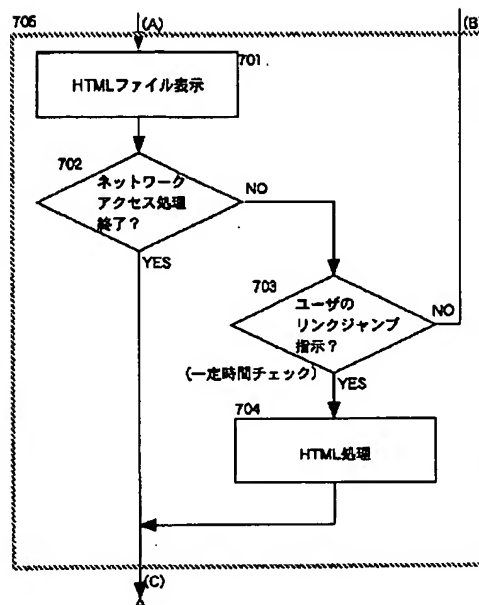 705
(A)
(B)
701
HTMLファイル表示
702
ネットワーク
アクセス処理
終了?
NO
YES
703
ユーザの
リンクジャンプ
指示?
NO
(一定時間チェック)
YES
704
HTML処理
(C)